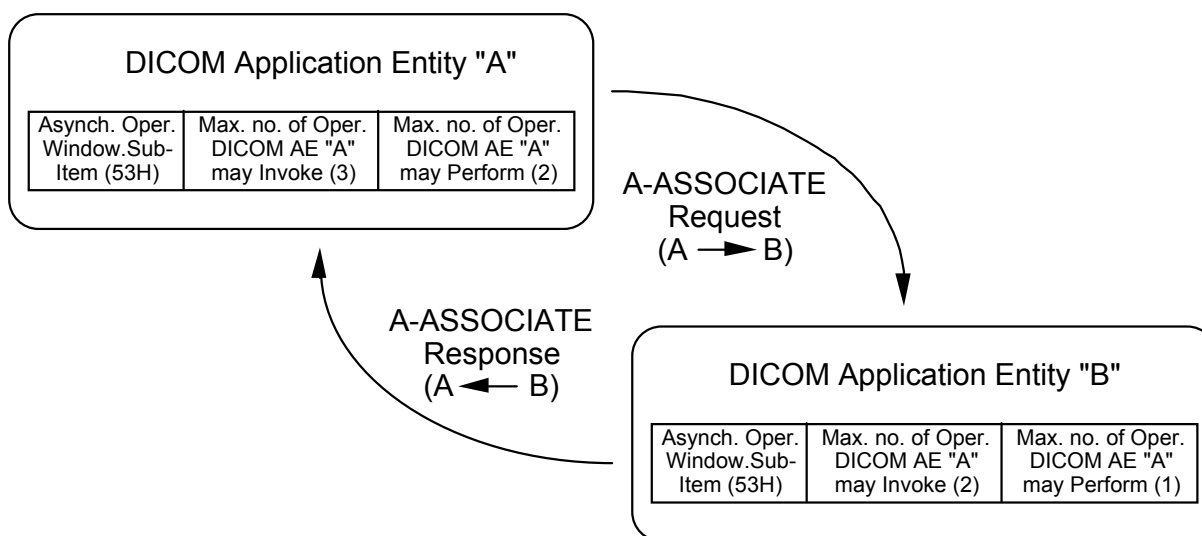 DICOM Application Entity "A"
Asynch. Oper.
Window.Sub-
Item (53H)
Max. no. of Oper.
DICOM AE "A"
may Invoke (3)
Max. no. of Oper.
DICOM AE "A"
may Perform (2)
A-ASSOCIATE
Request
(A → B)
A-ASSOCIATE
Response
(A ← B)
DICOM Application Entity "B"
Asynch. Oper.
Window.Sub-
Item (53H)
Max. no. of Oper.
DICOM AE "A"
may Invoke (2)
Max. no. of Oper.
DICOM AE "A"
may Perform (1)